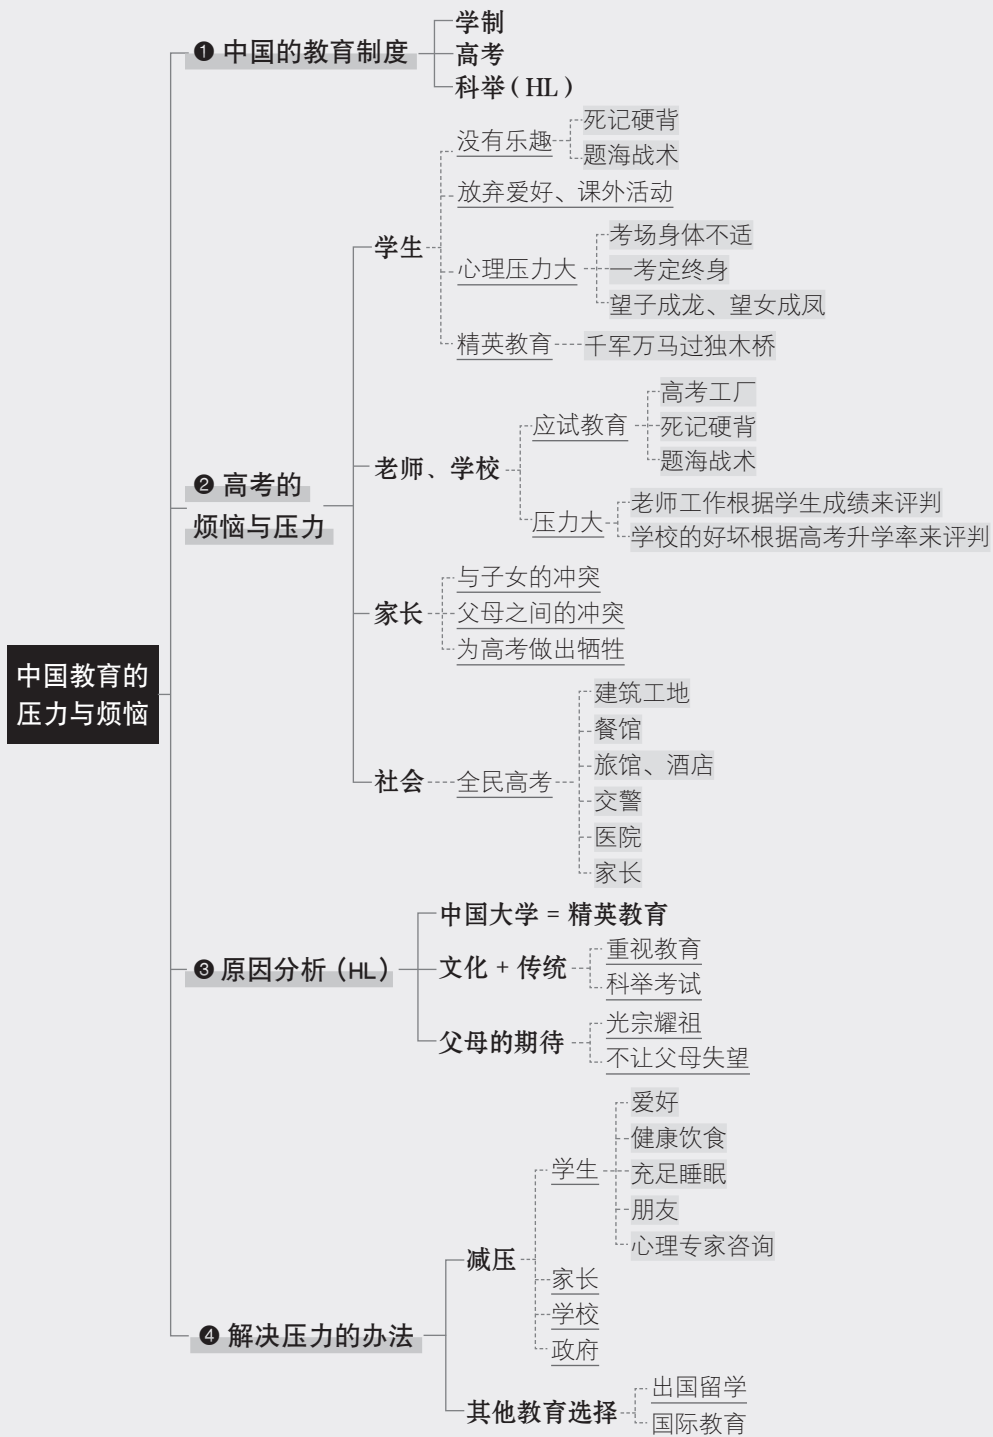 中国教育的
压力与烦恼
❶ 中国的教育制度
学制
高考
科举（HL）
❷ 高考的
烦恼与压力
学生
没有乐趣
死记硬背
题海战术
放弃爱好、课外活动
心理压力大
考场身体不适
一考定终身
望子成龙、望女成凤
精英教育
千军万马过独木桥
老师、学校
应试教育
高考工厂
死记硬背
题海战术
压力大
老师工作根据学生成绩来评判
学校的好坏根据高考升学率来评判
家长
与子女的冲突
父母之间的冲突
为高考做出牺牲
社会
全民高考
建筑工地
餐馆
旅馆、酒店
交警
医院
家长
❸ 原因分析（HL）
中国大学 = 精英教育
文化 + 传统
重视教育
科举考试
父母的期待
光宗耀祖
不让父母失望
❹ 解决压力的办法
减压
学生
爱好
健康饮食
充足睡眠
朋友
心理专家咨询
家长
学校
政府
其他教育选择
出国留学
国际教育